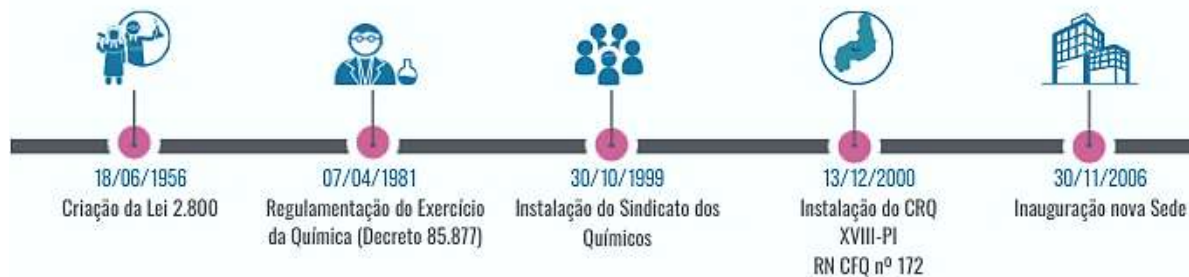 18/06/1956
Criação da Lei 2.800
07/04/1981
Regulamentação do Exercício
da Química (Decreto 85.877)
30/10/1999
Instalação do Sindicato dos
Químicos
13/12/2000
Instalação do CRQ
XVIII-PI
RN CFQ nº 172
30/11/2006
Inauguração nova Sede